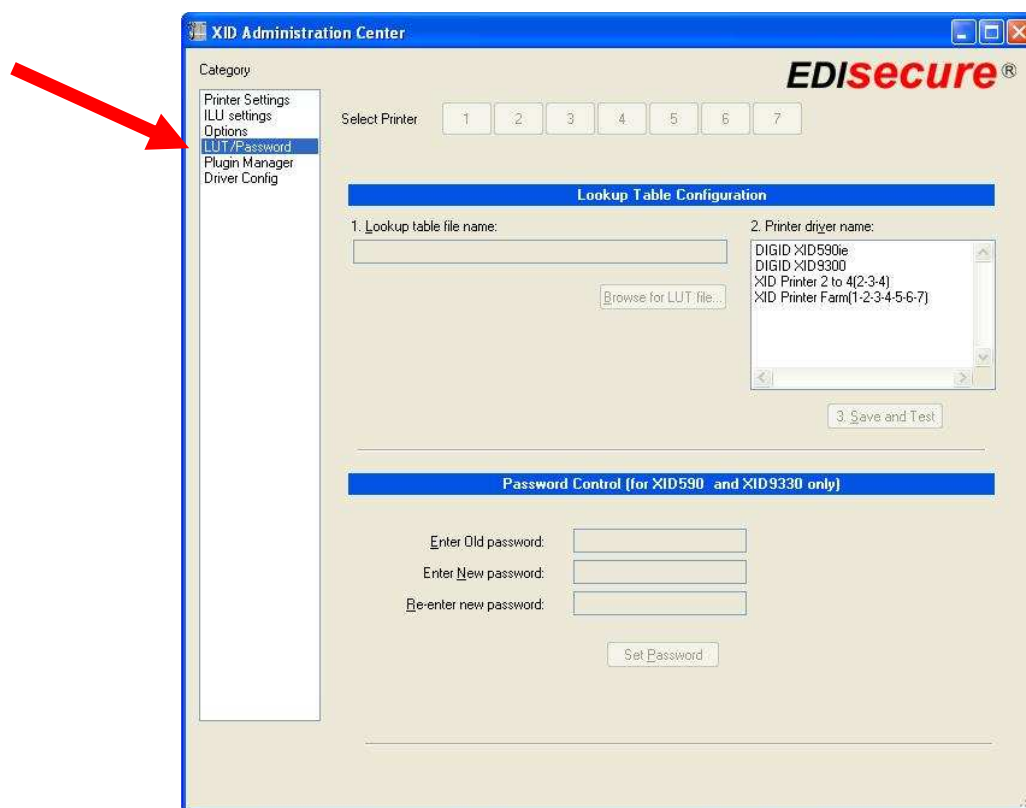 XID Administration Center
Category
EDIsecure®
Printer Settings
ILU settings
Options
LUT/Password
Plugin Manager
Driver Config
Select Printer 1 2 3 4 5 6 7
Lookup Table Configuration
1. Lookup table file name:
2. Printer driver name:
DIGID XID590ie
DIGID XID9300
XID Printer 2 to 4(2-3-4)
XID Printer Farm(1-2-3-4-5-6-7)
Browse for LUT file...
3. Save and Test
Password Control (for XID590 and XID9330 only)
Enter Old password:
Enter New password:
Re-enter new password:
Set Password